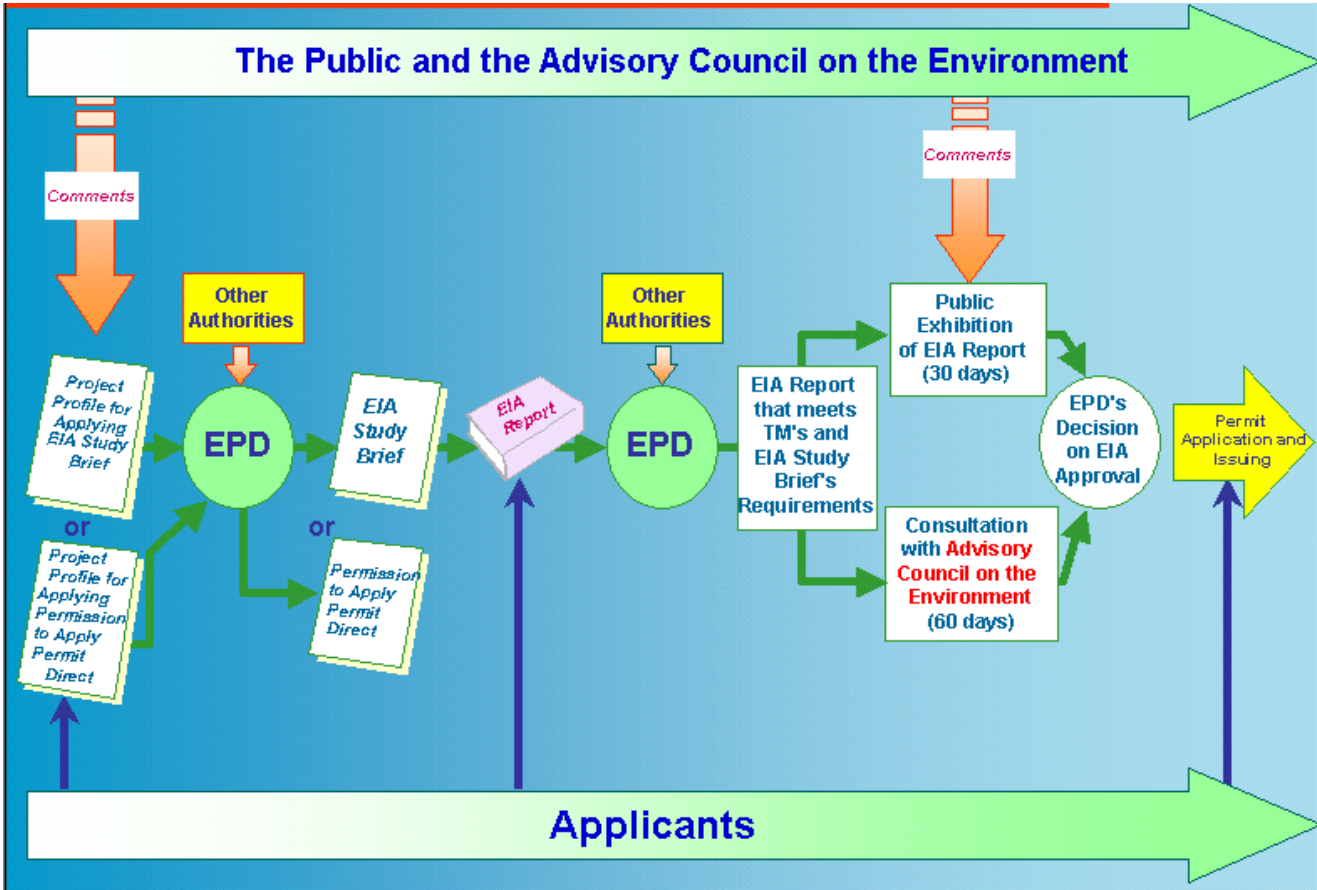 The Public and the Advisory Council on the Environment
Comments
Comments
Other
Authorities
Other
Authorities
Project
Profile for
Applying
EIA Study
Brief
or
Project
Profile for
Applying
Permission
to Apply
Permit
Direct
EPD
EIA
Study
Brief
or
Permission
to Apply
Permit
Direct
EIA
Report
EPD
EIA Report
that meets
TM's and
EIA Study
Brief's
Requirements
Public
Exhibition
of EIA Report
(30 days)
Consultation
with Advisory
Council on the
Environment
(60 days)
EPD's
Decision
on EIA
Approval
Permit
Application and
Issuing
Applicants